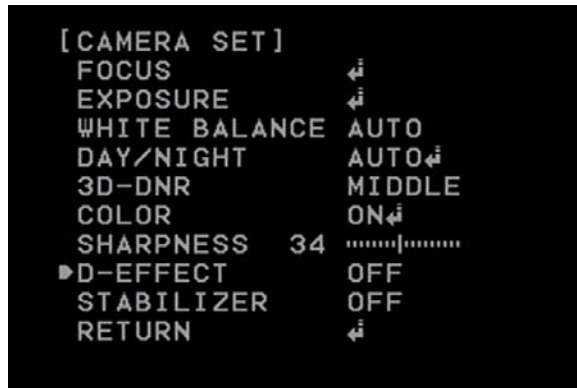 [CAMERA SET]
FOCUS ↲
EXPOSURE ↲
WHITE BALANCE AUTO
DAY/NIGHT AUTO↲
3D-DNR MIDDLE
COLOR ON↲
SHARPNESS 34
D-EFFECT OFF
STABILIZER OFF
RETURN ↲